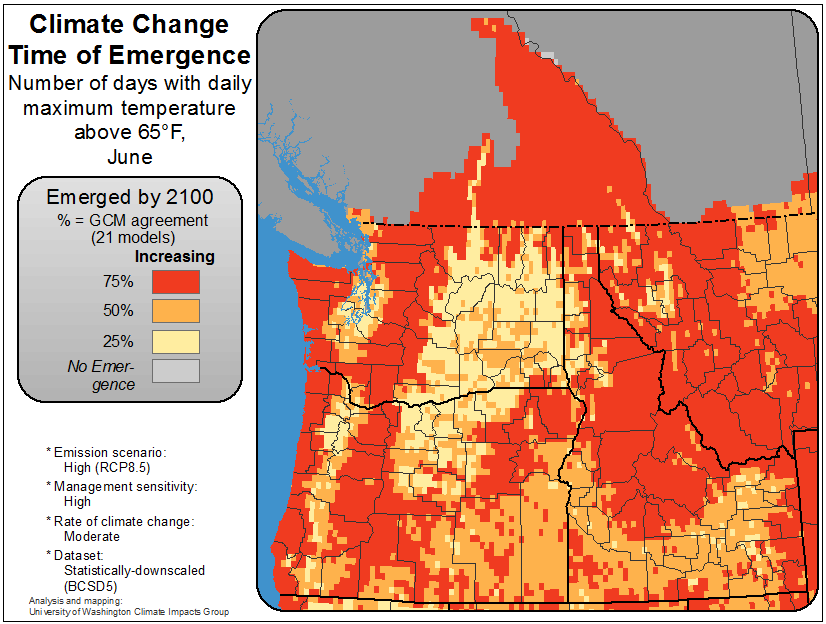 Climate Change
Time of Emergence
Number of days with daily
maximum temperature
above 65°F,
June
Emerged by 2100
% = GCM agreement
(21 models)
Increasing
75%
50%
25%
No Emer-
gence
* Emission scenario:
High (RCP8.5)
* Management sensitivity:
High
* Rate of climate change:
Moderate
* Dataset:
Statistically-downscaled
(BCSD5)
Analysis and mapping:
University of Washington Climate Impacts Group